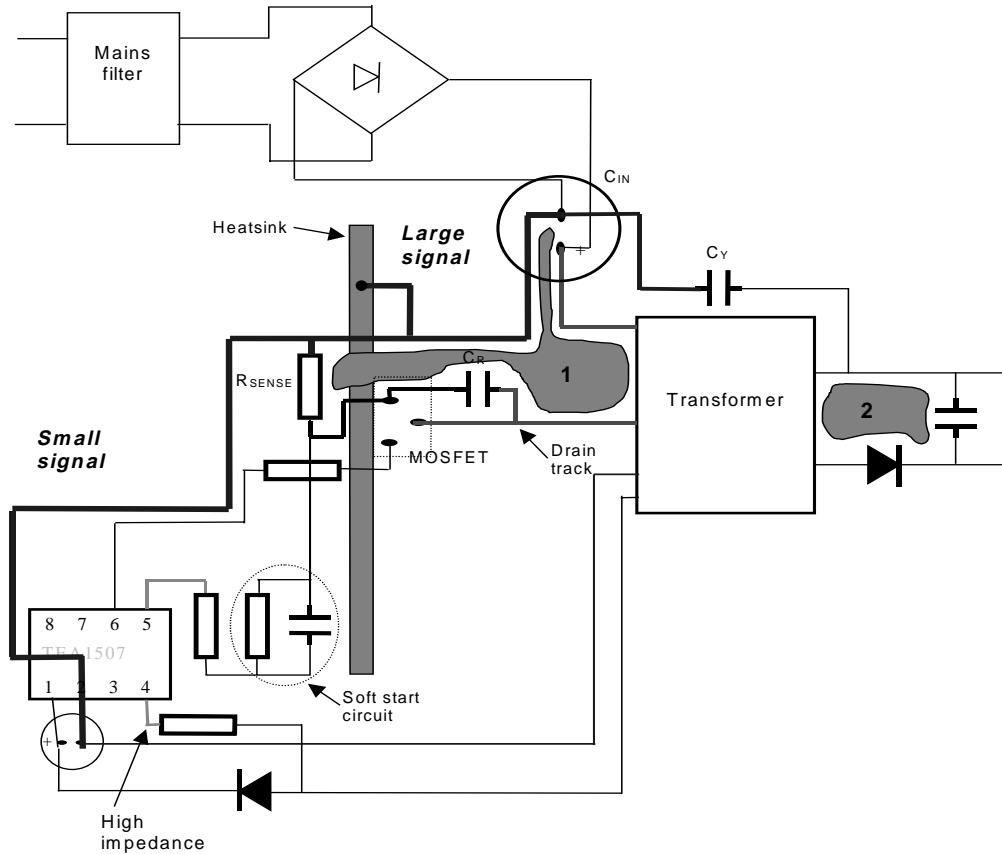 Mains
filter
CIN
Heatsink
Large
signal
+
CY
CR
1
RSENSE
Transformer
2
Small
signal
MOSFET
Drain
track
8 7 6 5
TEA1507
1 2 3 4
Soft start
circuit
+
High
impedance